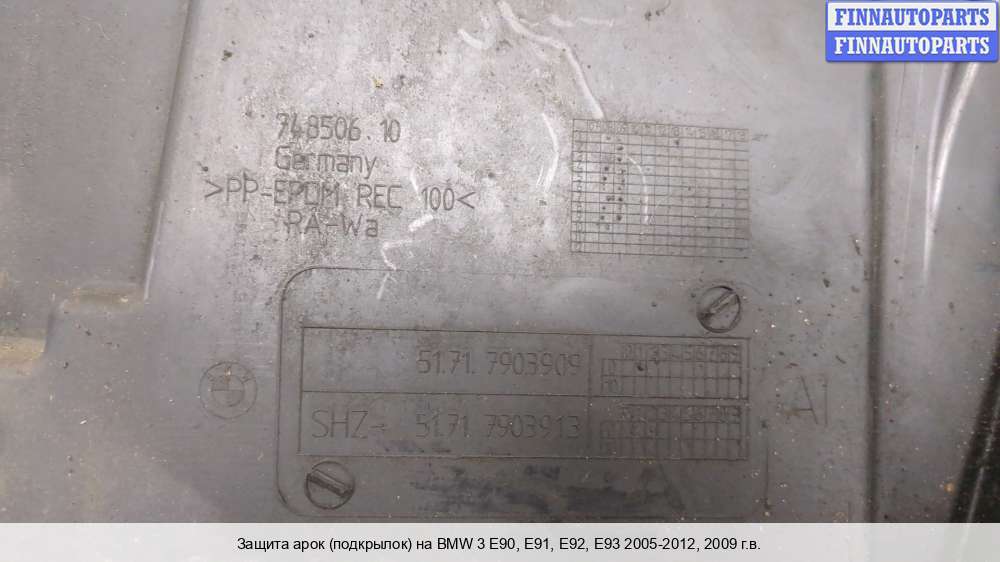 FINNAUTOPARTS
FINNAUTOPARTS
748506 10
Germany
>PP-EPDM REC 100<
RA-Wa
51.71. 7903909
SHZ- 51.71 7903913
A1
Защита арок (подкрылок) на BMW 3 E90, E91, E92, E93 2005-2012, 2009 г.в.